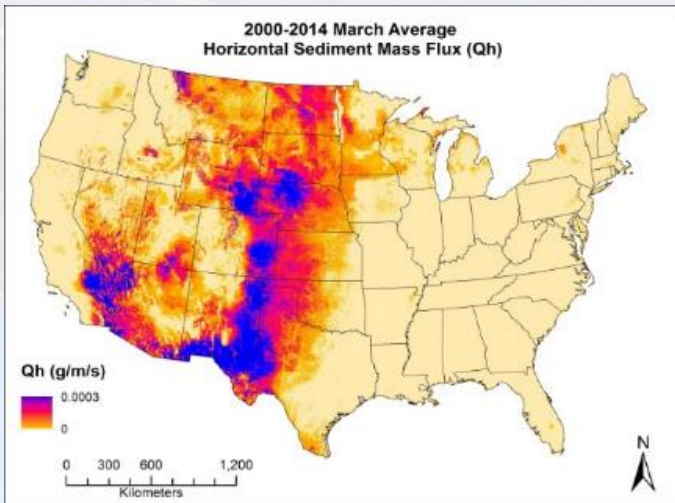 2000-2014 March Average
Horizontal Sediment Mass Flux (Qh)
Qh (g/m/s)
0.0003
0
0 300 600 1,200
Kilometers
N